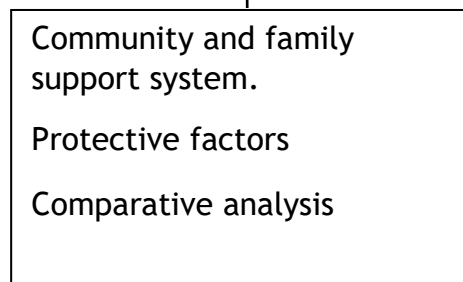 Community and family
support system.
Protective factors
Comparative analysis